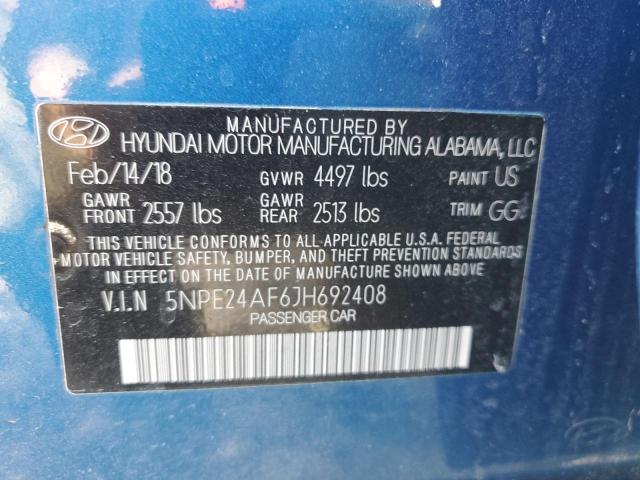 MANUFACTURED BY
HYUNDAI MOTOR MANUFACTURING ALABAMA, LLC
Feb/14/18 GVWR 4497 lbs PAINT US
GAWR FRONT 2557 lbs GAWR REAR 2513 lbs TRIM GG
THIS VEHICLE CONFORMS TO ALL APPLICABLE U.S.A. FEDERAL
MOTOR VEHICLE SAFETY, BUMPER, AND THEFT PREVENTION STANDARDS
IN EFFECT ON THE DATE OF MANUFACTURE SHOWN ABOVE.
V.I.N 5NPE24AF6JH692408
PASSENGER CAR